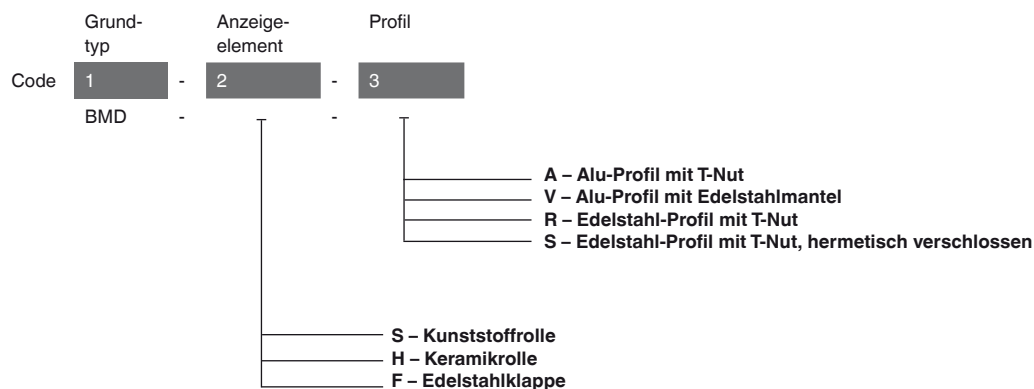 Grund-
typ
Anzeige-
element
Profil
Code 1 - 2 - 3
BMD - -
A – Alu-Profil mit T-Nut
V – Alu-Profil mit Edelstahlmantel
R – Edelstahl-Profil mit T-Nut
S – Edelstahl-Profil mit T-Nut, hermetisch verschlossen
S – Kunststoffrolle
H – Keramikrolle
F – Edelstahlklappe